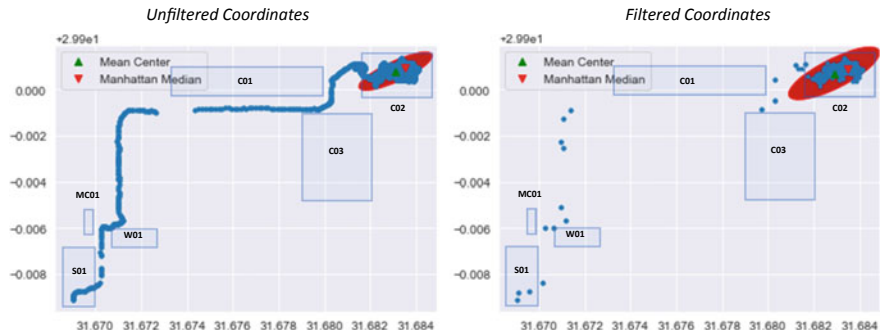 Unfiltered Coordinates
+2.99e1
Mean Center
Manhattan Median
C01
C02
C03
MC01
W01
S01
0.000
−0.002
−0.004
−0.006
−0.008
31.670 31.672 31.674 31.676 31.678 31.680 31.682 31.684
Filtered Coordinates
+2.99e1
Mean Center
Manhattan Median
C01
C02
C03
MC01
W01
S01
0.000
−0.002
−0.004
−0.006
−0.008
31.670 31.672 31.674 31.676 31.678 31.680 31.682 31.684